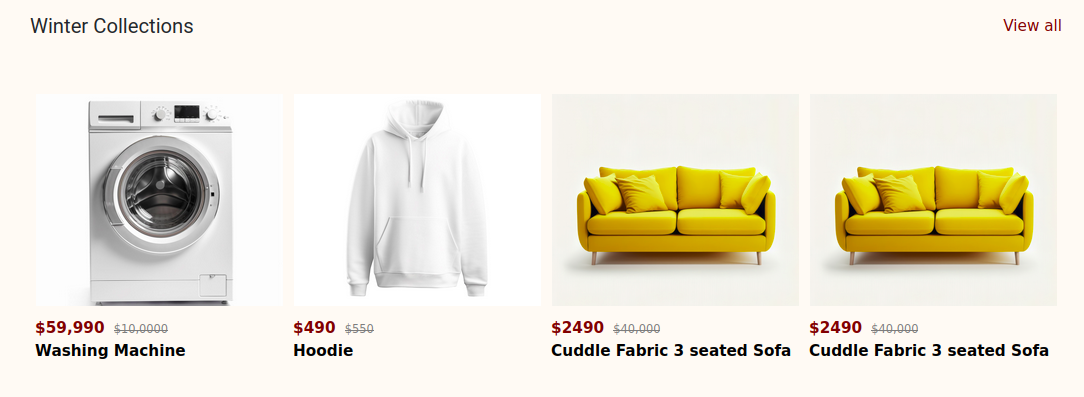 Winter Collections View all
$59,990 $10,0000 $490 $550 $2490 $40,000 $2490 $40,000
Washing Machine Hoodie Cuddle Fabric 3 seated Sofa Cuddle Fabric 3 seated Sofa